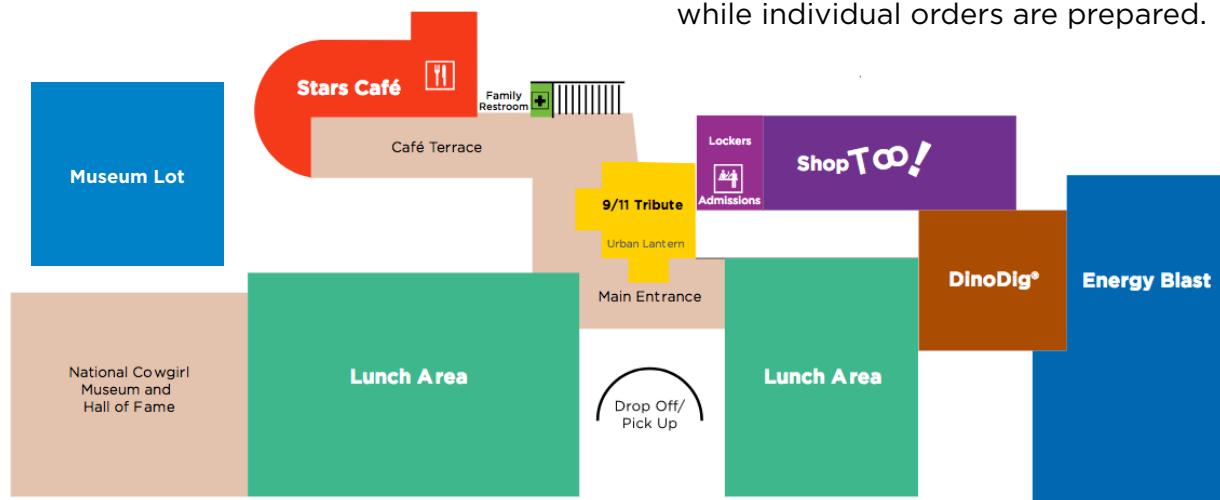 while individual orders are prepared.
Stars Café
Family
Restroom
Café Terrace
Museum Lot
Lockers
Admissions
Shop Too!
9/11 Tribute
Urban Lantern
Main Entrance
DinoDig®
Energy Blast
National Cowgirl
Museum and
Hall of Fame
Lunch Area
Drop Off/
Pick Up
Lunch Area